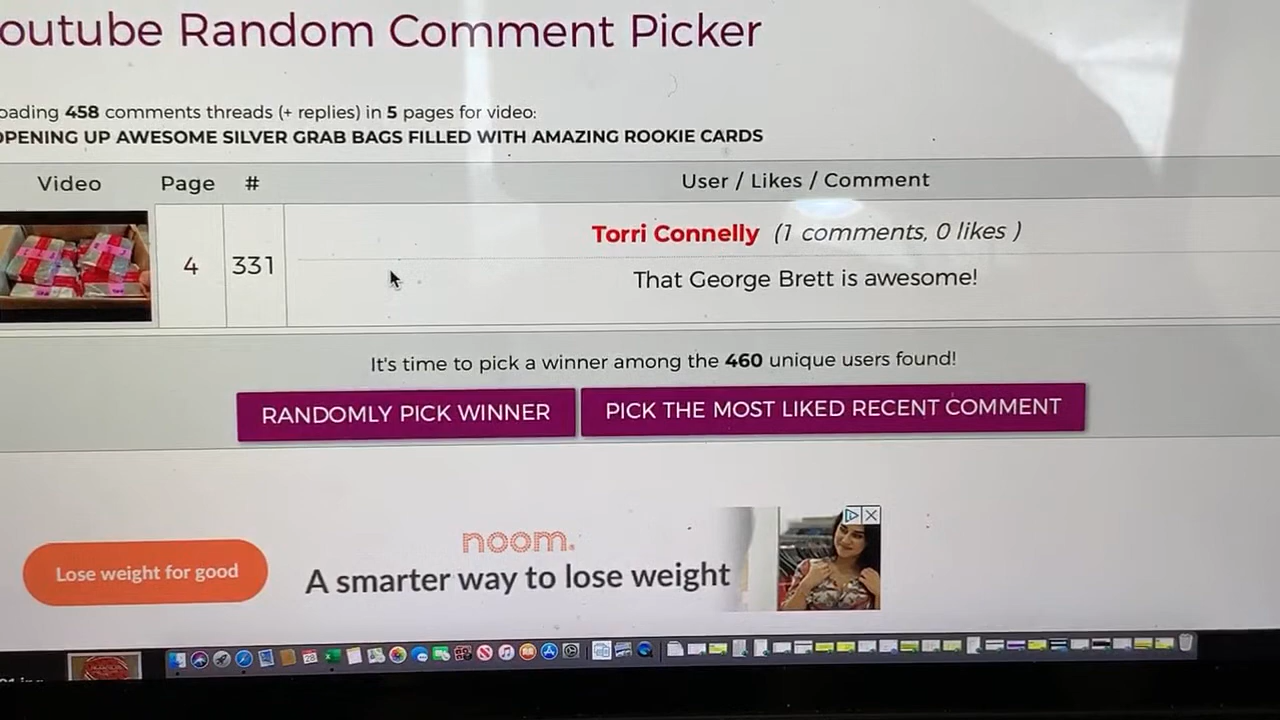 outube Random Comment Picker
oading 458 comments threads (+ replies) in 5 pages for video:
OPENING UP AWESOME SILVER GRAB BAGS FILLED WITH AMAZING ROOKIE CARDS
Video Page # User / Likes / Comment
Torri Connelly (1 comments, 0 likes )
4 331
That George Brett is awesome!
It's time to pick a winner among the 460 unique users found!
RANDOMLY PICK WINNER PICK THE MOST LIKED RECENT COMMENT
noom.
Lose weight for good
A smarter way to lose weight
28